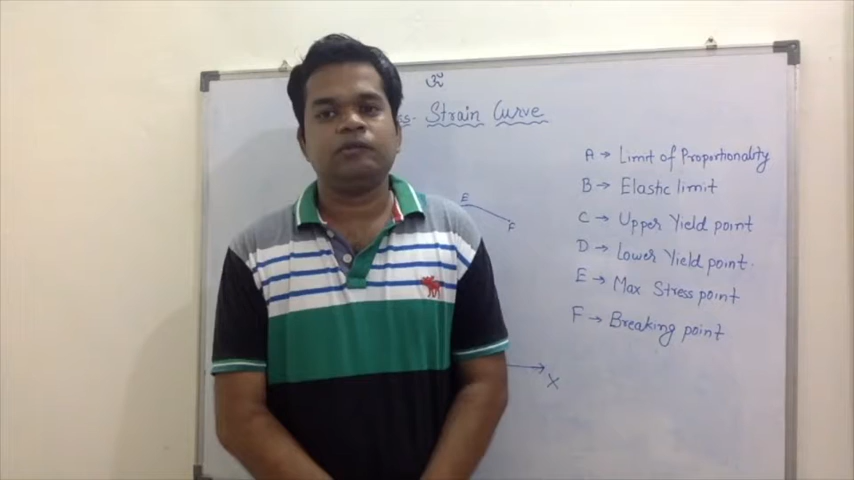 ॐ
Strain Curve
A → Limit of Proportionality
B → Elastic limit
C → Upper Yield point
D → Lower Yield point.
E → Max Stress point
F → Breaking point
E
F
X